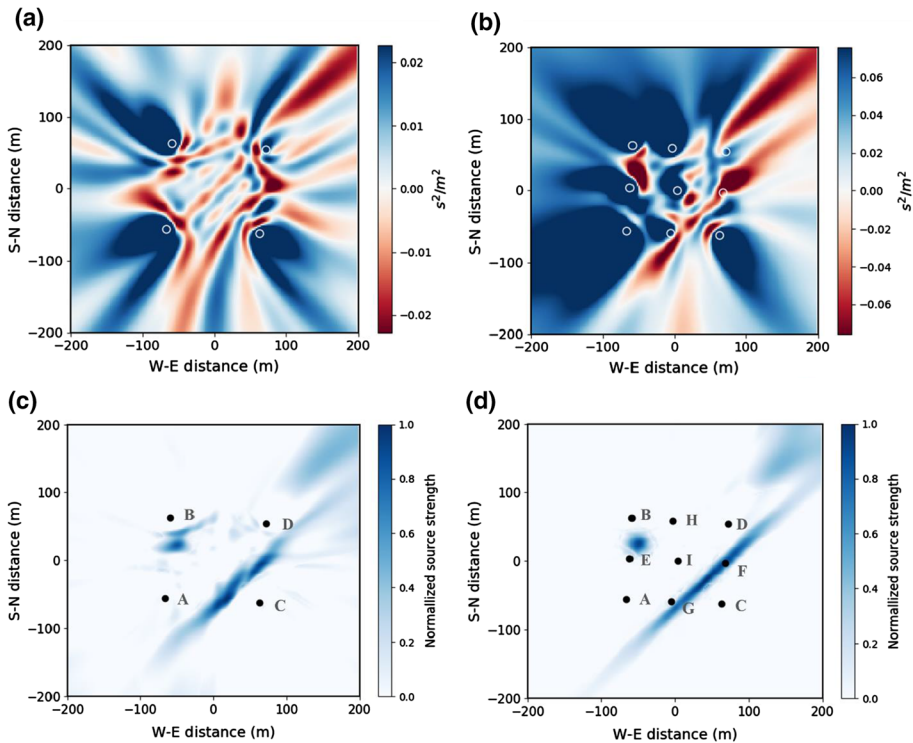 (a)
200
100
0
−100
−200
S-N distance (m)
−200
−100
0
100
200
W-E distance (m)
0.02
0.01
0.00
−0.01
−0.02
s²/m²
(b)
200
100
0
−100
−200
S-N distance (m)
−200
−100
0
100
200
W-E distance (m)
0.06
0.04
0.02
0.00
−0.02
−0.04
−0.06
s²/m²
(c)
200
100
0
−100
−200
S-N distance (m)
B
D
A
C
−200
−100
0
100
200
W-E distance (m)
1.0
0.8
0.6
0.4
0.2
0.0
Normallized source strength
(d)
200
100
0
−100
−200
S-N distance (m)
B
H
D
E
I
F
A
G
C
−200
−100
0
100
200
W-E distance (m)
1.0
0.8
0.6
0.4
0.2
0.0
Normallized source strength